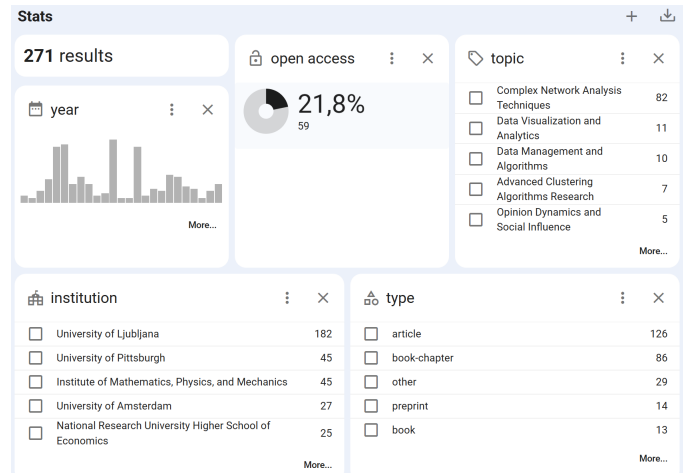 Stats
271 results
year
More...
open access
21,8%
59
topic
Complex Network Analysis
Techniques
82
Data Visualization and
Analytics
11
Data Management and
Algorithms
10
Advanced Clustering
Algorithms Research
7
Opinion Dynamics and
Social Influence
5
More...
institution
University of Ljubljana 182
University of Pittsburgh 45
Institute of Mathematics, Physics, and Mechanics 45
University of Amsterdam 27
National Research University Higher School of
Economics
25
More...
type
article 126
book-chapter 86
other 29
preprint 14
book 13
More...